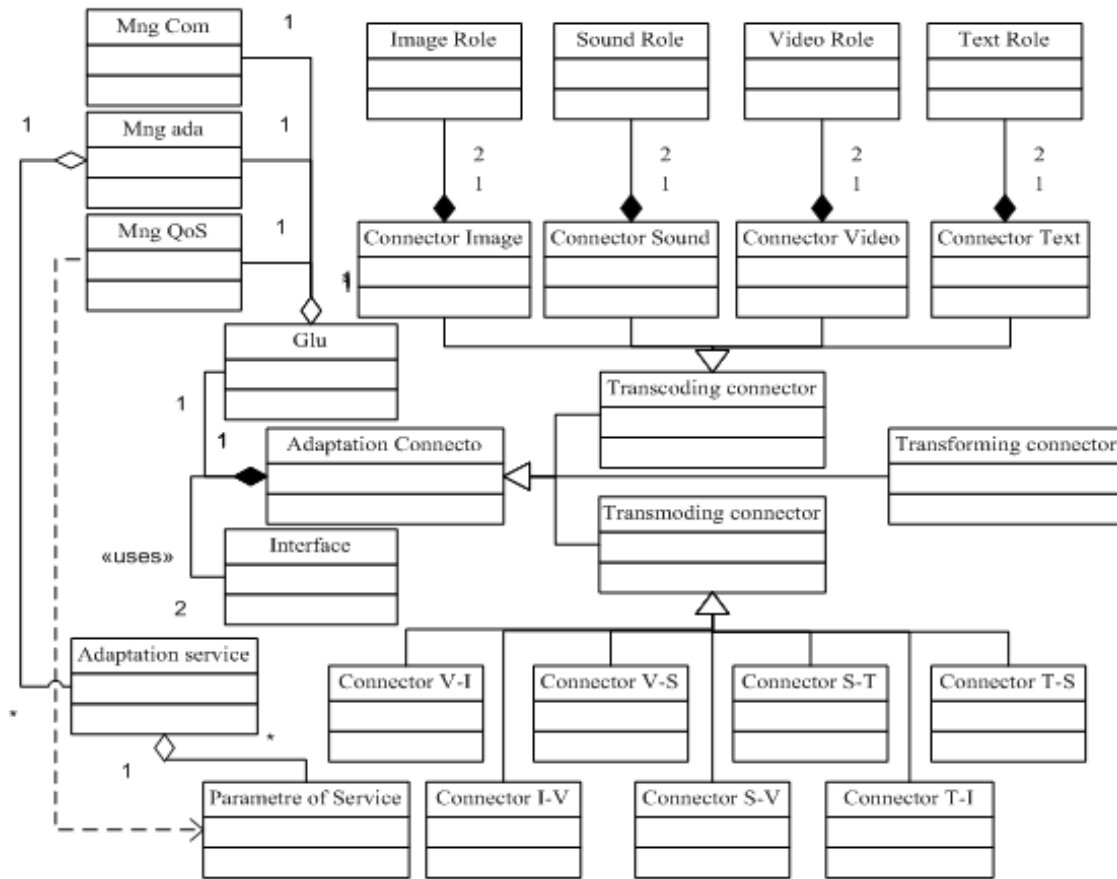 Mng Com
1
Image Role
Sound Role
Video Role
Text Role
1
Mng ada
1
2
2
2
2
1
1
1
1
Mng QoS
1
Connector Image
Connector Sound
Connector Video
Connector Text
Glu
1
Transcoding connector
1
Adaptation Connecto
Transforming connector
Transmoding connector
Interface
«uses»
2
Adaptation service
Connector V-I
Connector V-S
Connector S-T
Connector T-S
*
*
1
Parametre of Service
Connector I-V
Connector S-V
Connector T-I